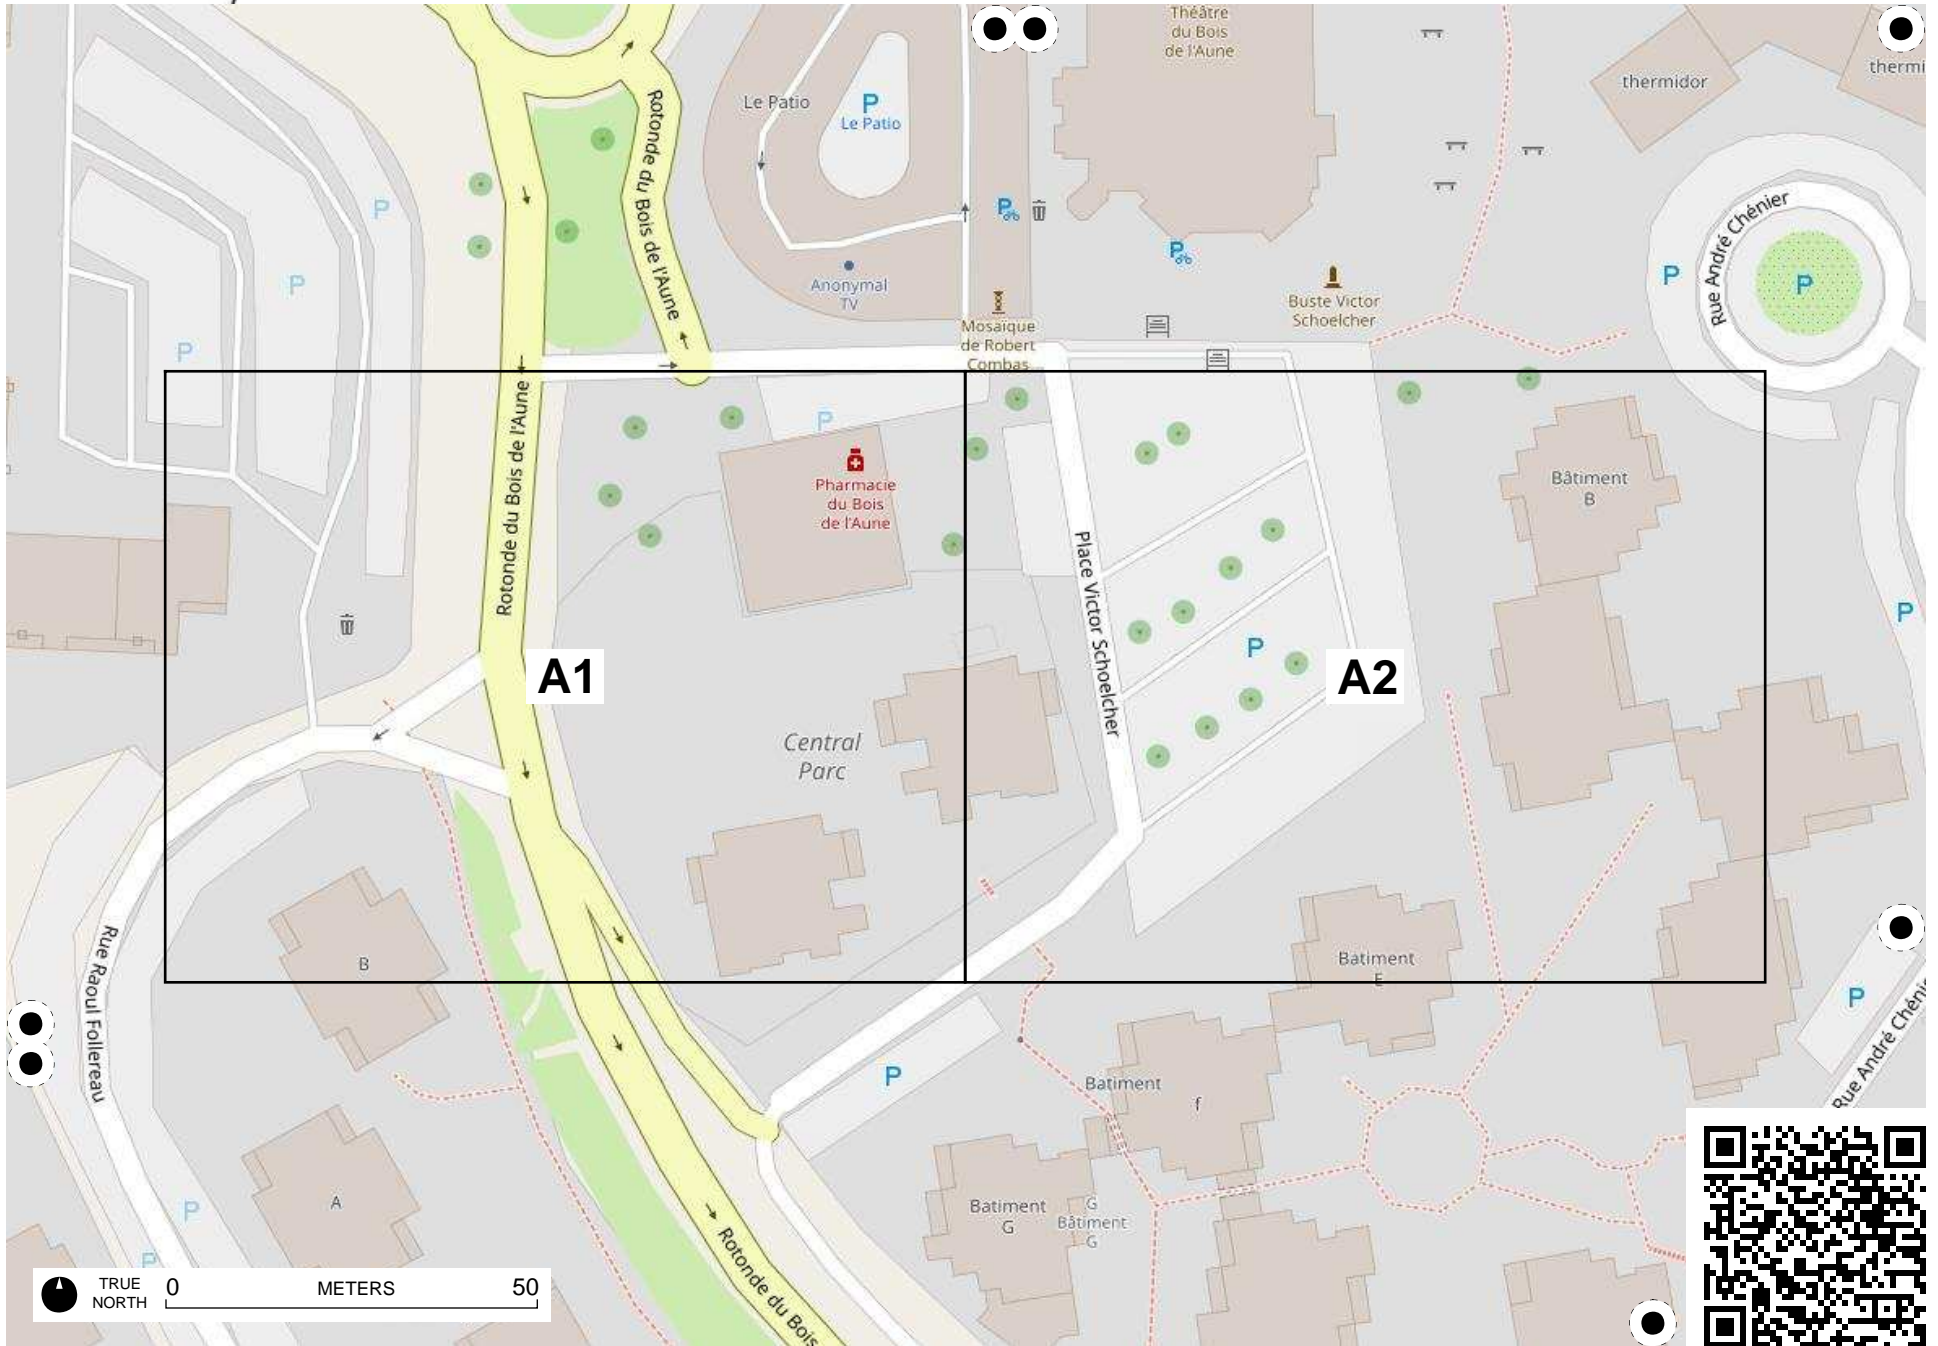 Théâtre
du Bois
de l'Aune
thermidor
thermi
Le Patio
P
Le Patio
Rotonde du Bois de l'Aune
P
P
P
P
P
Rue André Chénier
P
P
Anonymal
TV
Buste Victor
Schoelcher
Mosaïque
de Robert
Combas
P
Rotonde du Bois de l'Aune
P
Pharmacie
du Bois
de l'Aune
Bâtiment
B
Place Victor Schoelcher
P
P
A1
A2
Central
Parc
Rue Raoul Follereau
B
Batiment
E
P
Rue André Chénie
P
Batiment
f
A
P
P
Batiment
G
G
Bâtiment
G
Rotonde du Bois
TRUE
NORTH
0 METERS 50